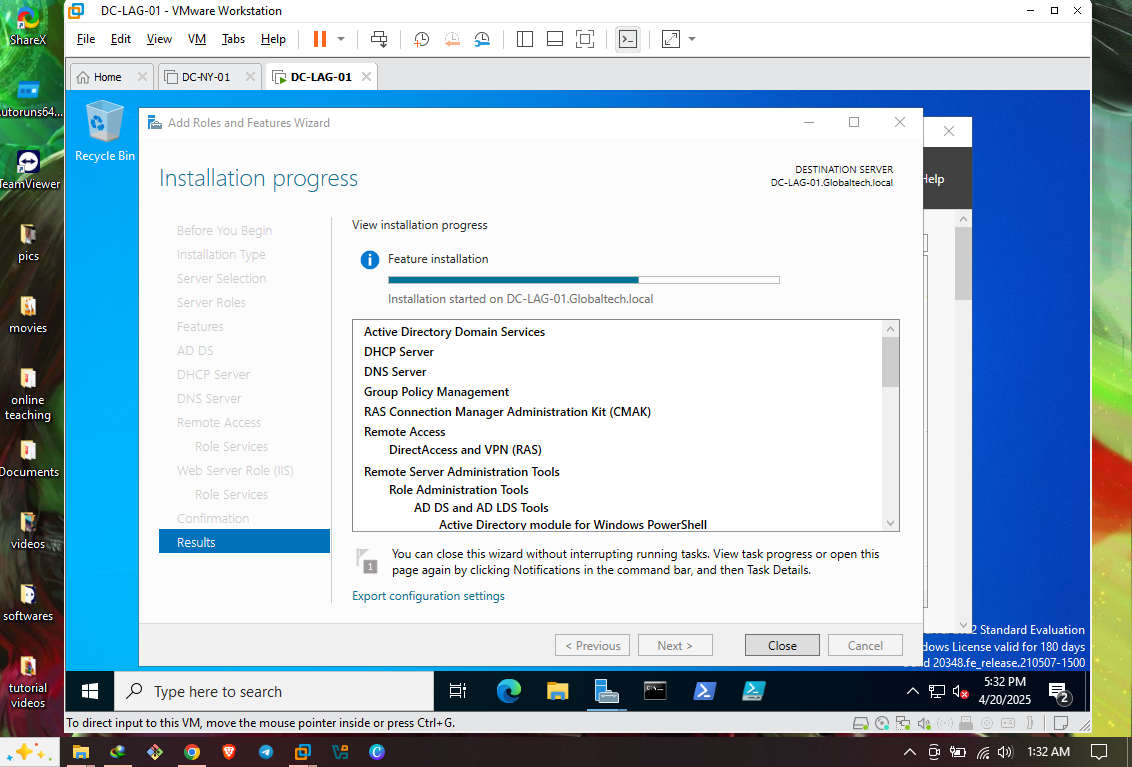 DC-LAG-01 - VMware Workstation
File Edit View VM Tabs Help
Home DC-NY-01 DC-LAG-01
ShareX
utoruns64...
TeamViewer
pics
movies
online
teaching
Documents
videos
softwares
tutorial
videos
Recycle Bin
Add Roles and Features Wizard
Installation progress
DESTINATION SERVER
DC-LAG-01.Globaltech.local
Help
Before You Begin
Installation Type
Server Selection
Server Roles
Features
AD DS
DHCP Server
DNS Server
Remote Access
Role Services
Web Server Role (IIS)
Role Services
Confirmation
Results
View installation progress
Feature installation
Installation started on DC-LAG-01.Globaltech.local
Active Directory Domain Services
DHCP Server
DNS Server
Group Policy Management
RAS Connection Manager Administration Kit (CMAK)
Remote Access
DirectAccess and VPN (RAS)
Remote Server Administration Tools
Role Administration Tools
AD DS and AD LDS Tools
Active Directory module for Windows PowerShell
1
You can close this wizard without interrupting running tasks. View task progress or open this
page again by clicking Notifications in the command bar, and then Task Details.
Export configuration settings
< Previous Next > Close Cancel
2 Standard Evaluation
dows License valid for 180 days
20348.fe_release.210507-1500
Type here to search
5:32 PM
4/20/2025
2
To direct input to this VM, move the mouse pointer inside or press Ctrl+G.
1:32 AM